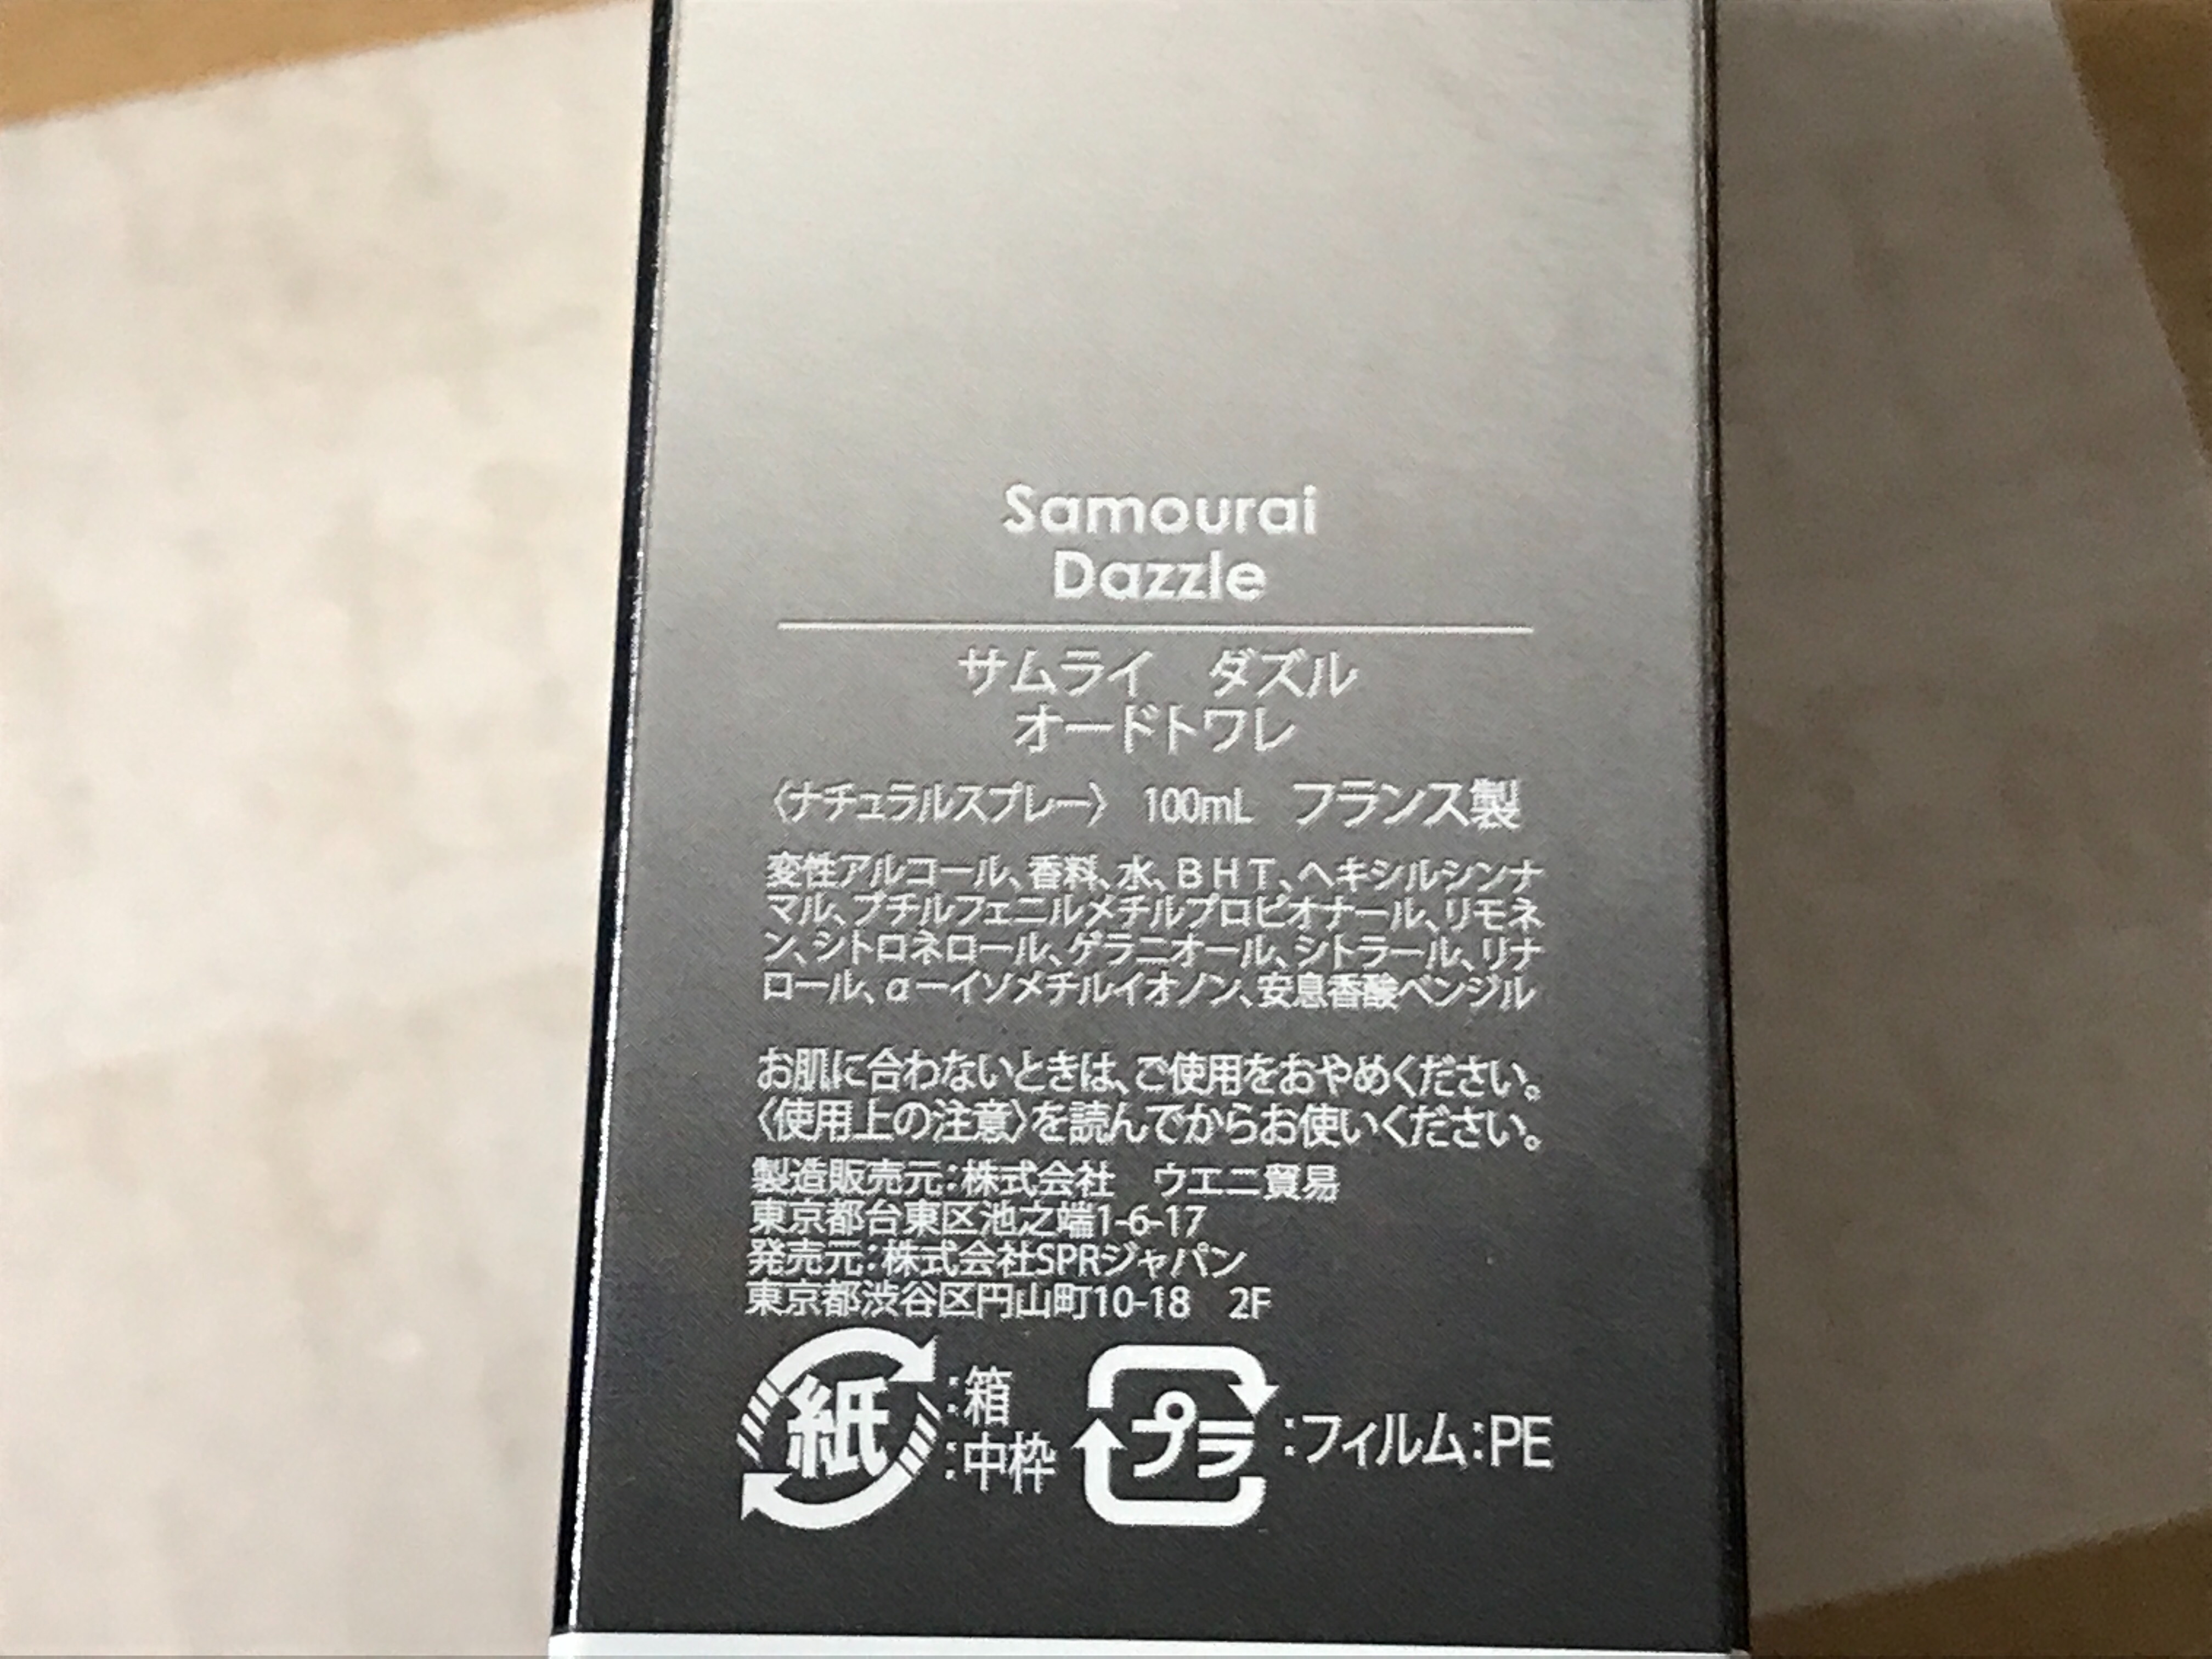 Samourai
Dazzle
サムライ　ダズル
オードトワレ
〈ナチュラルスプレー〉　100mL　フランス製
変性アルコール、香料、水、ＢＨＴ、ヘキシルシンナ
マル、ブチルフェニルメチルプロピオナール、リモネ
ン、シトロネロール、ゲラニオール、シトラール、リナ
ロール、αーイソメチルイオノン、安息香酸ベンジル
お肌に合わないときは、ご使用をおやめください。
〈使用上の注意〉を読んでからお使いください。
製造販売元：株式会社　ウエニ貿易
東京都台東区池之端1-6-17
発売元：株式会社SPRジャパン
東京都渋谷区円山町10-18　2F
紙：箱
：中枠
プラ：フィルム：PE